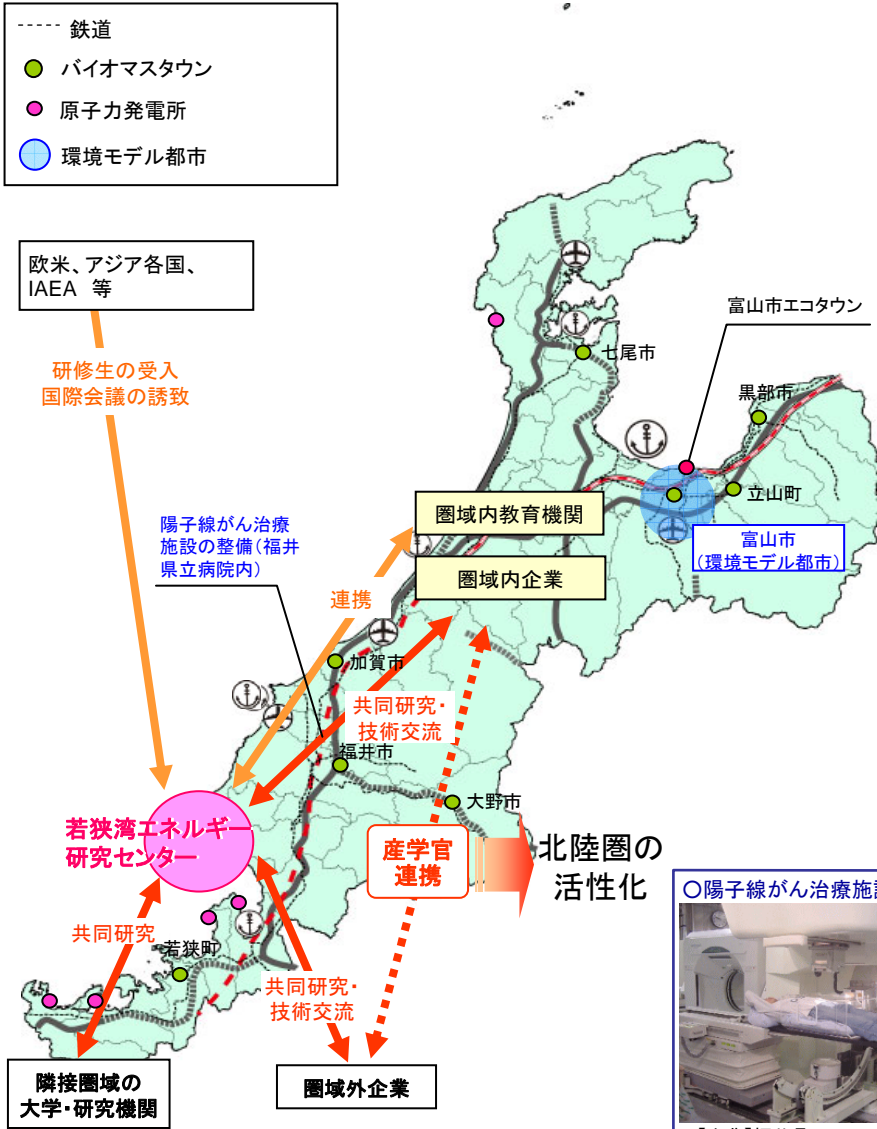 鉄道
バイオマスタウン
原子力発電所
環境モデル都市
欧米、アジア各国、
IAEA 等
研修生の受入
国際会議の誘致
富山市エコタウン
七尾市
黒部市
立山町
富山市
(環境モデル都市)
圏域内教育機関
圏域内企業
陽子線がん治療
施設の整備(福井
県立病院内)
連携
加賀市
共同研究・
技術交流
福井市
大野市
若狭湾エネルギー
研究センター
産学官
連携
北陸圏の
活性化
共同研究
若狭町
共同研究・
技術交流
隣接圏域の
大学・研究機関
圏域外企業
〇陽子線がん治療施設